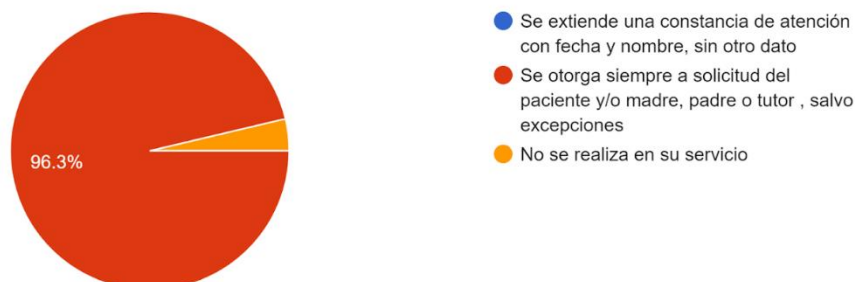 96.3%
Se extiende una constancia de atención
con fecha y nombre, sin otro dato
Se otorga siempre a solicitud del
paciente y/o madre, padre o tutor , salvo
excepciones
No se realiza en su servicio